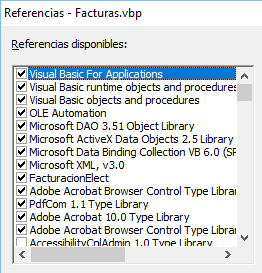 Referencias - Facturas.vbp
Referencias disponibles:
Visual Basic For Applications
Visual Basic runtime objects and procedures
Visual Basic objects and procedures
OLE Automation
Microsoft DAO 3.51 Object Library
Microsoft ActiveX Data Objects 2.5 Library
Microsoft Data Binding Collection VB 6.0 (SP
Microsoft XML, v3.0
FacturacionElect
Adobe Acrobat Browser Control Type Librar
PdfCom 1.1 Type Library
Adobe Acrobat 10.0 Type Library
Adobe Acrobat Browser Control Type Librar
AccessibilityCplAdmin 1.0 Type Library